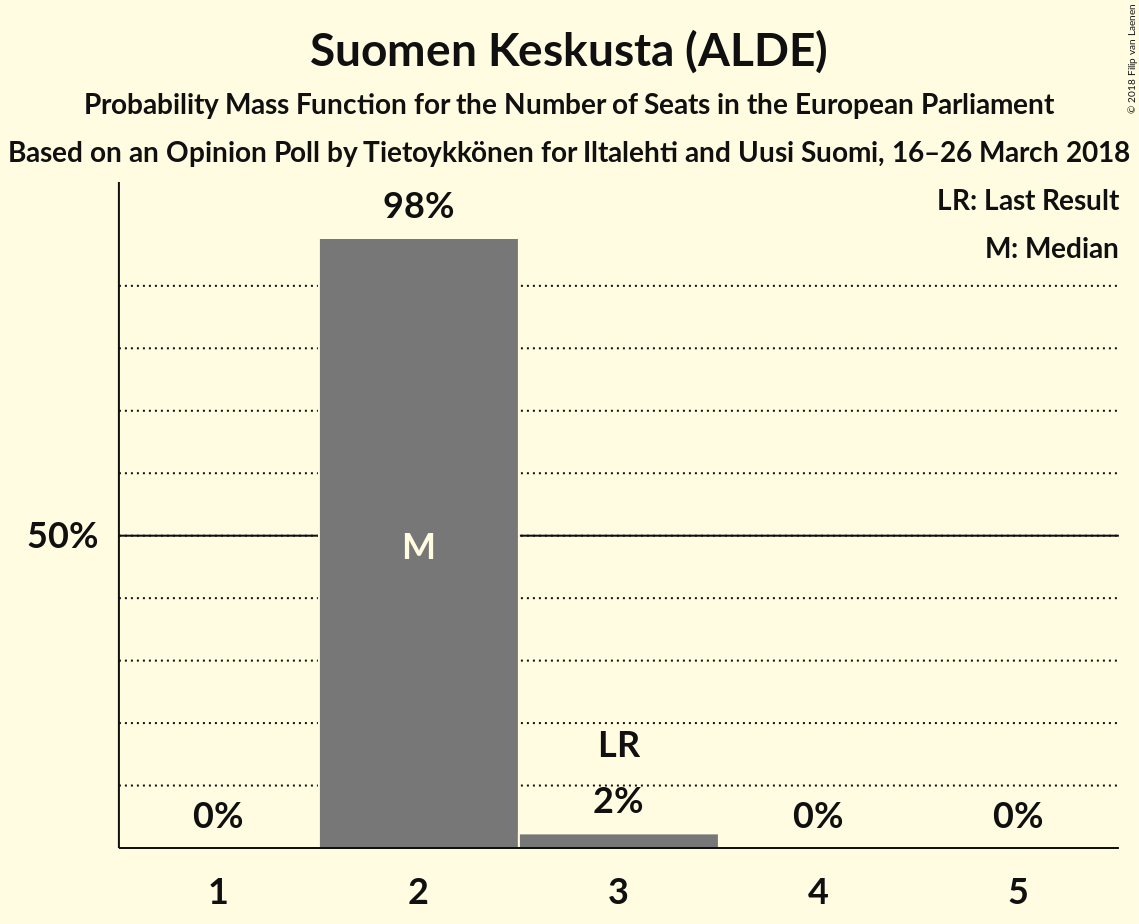 Suomen Keskusta (ALDE)
Probability Mass Function for the Number of Seats in the European Parliament
Based on an Opinion Poll by Tietoykkönen for Iltalehti and Uusi Suomi, 16–26 March 2018
© 2018 Filip van Laenen
LR: Last Result
M: Median
98%
50%
M
LR
0%
2%
0%
0%
1
2
3
4
5